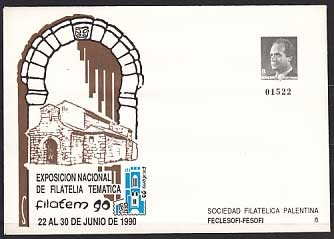 8
01522
EXPOSICION NACIONAL
DE FILATELIA TEMATICA
filatem 90
22 AL 30 DE JUNIO DE 1990
SOCIEDAD FILATELICA PALENTINA
FECLESOFI-FESOFI